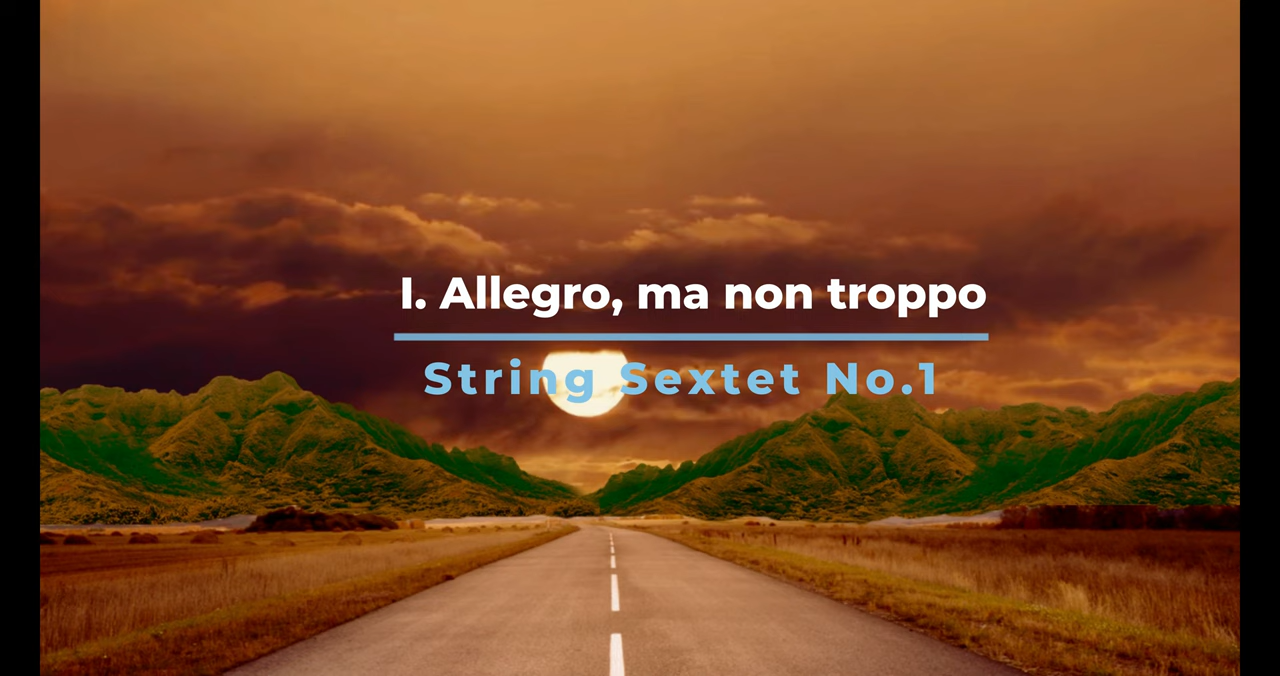 I. Allegro, ma non troppo
String Sextet No.1